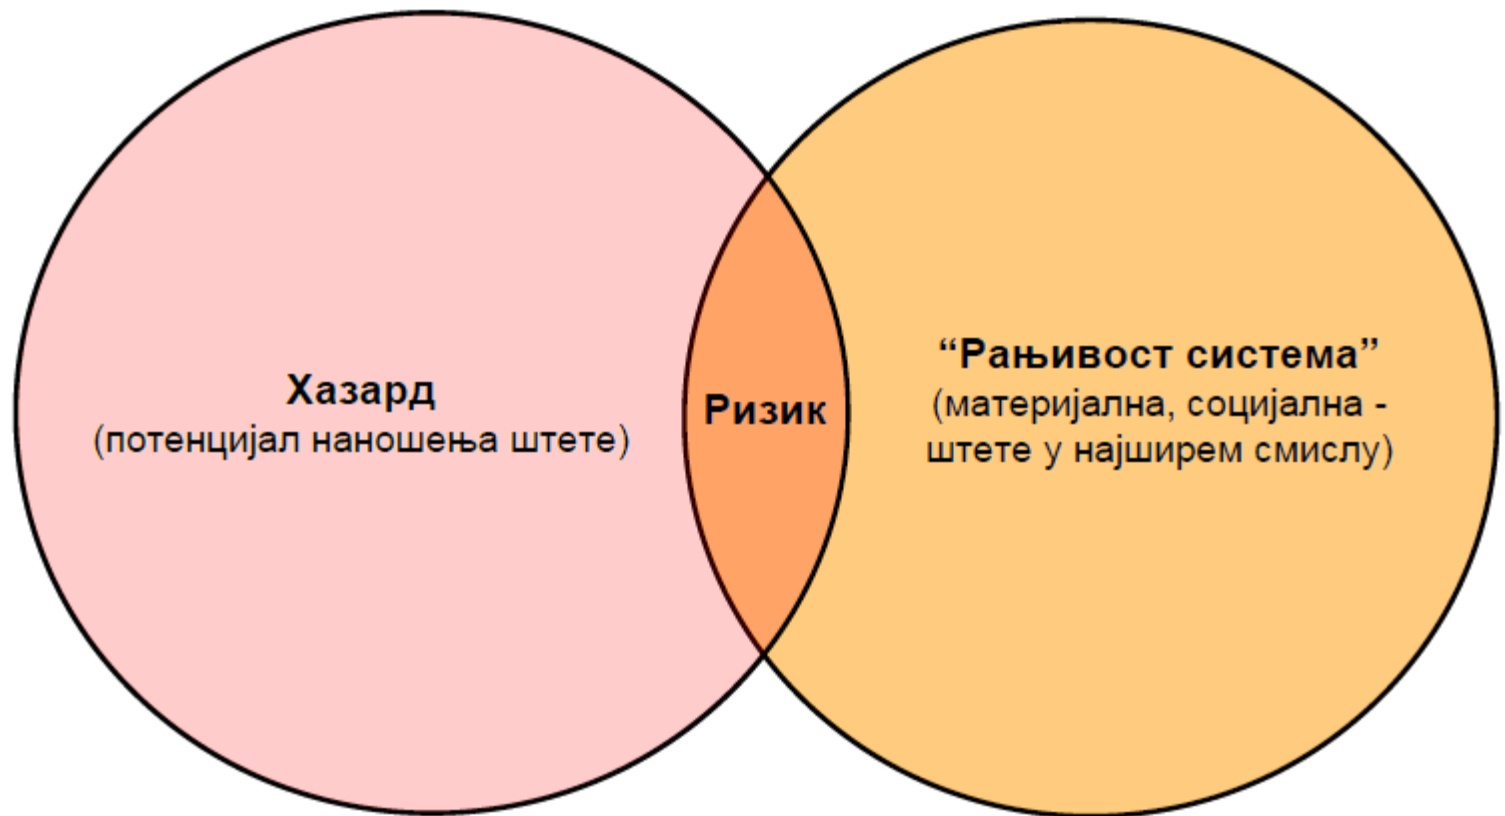 Хазард
(потенцијал наношења штете)
Ризик
“Рањивост система”
(материјална, социјална -
штете у најширем смислу)